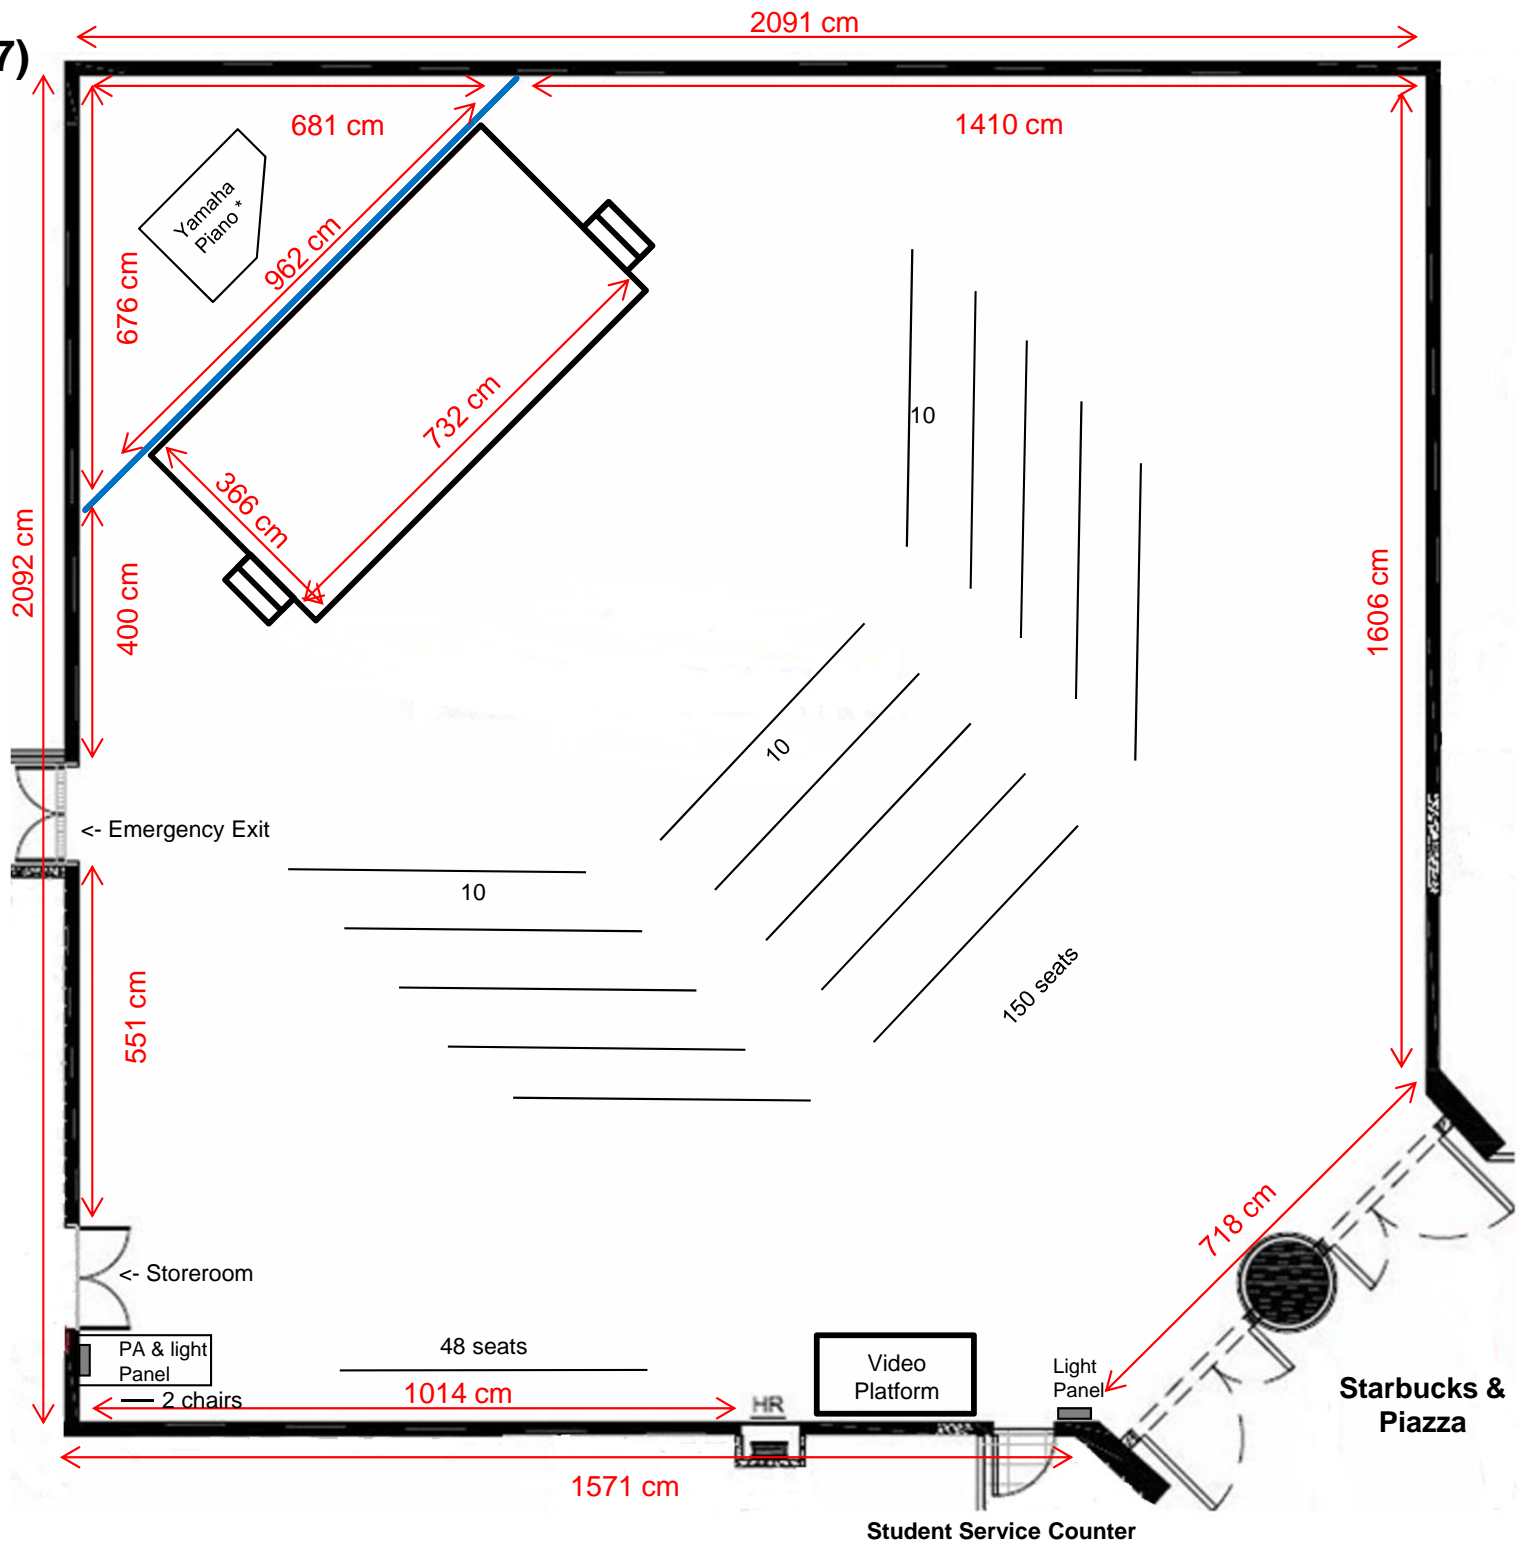 7)
2091 cm
681 cm
1410 cm
Yamaha
Piano *
962 cm
676 cm
732 cm
366 cm
10
2092 cm
400 cm
1606 cm
10
<- Emergency Exit
10
551 cm
150 seats
718 cm
<- Storeroom
48 seats
PA & light
Panel
Video
Platform
Light
Panel
2 chairs
1014 cm
HR
Starbucks &
Piazza
1571 cm
Student Service Counter